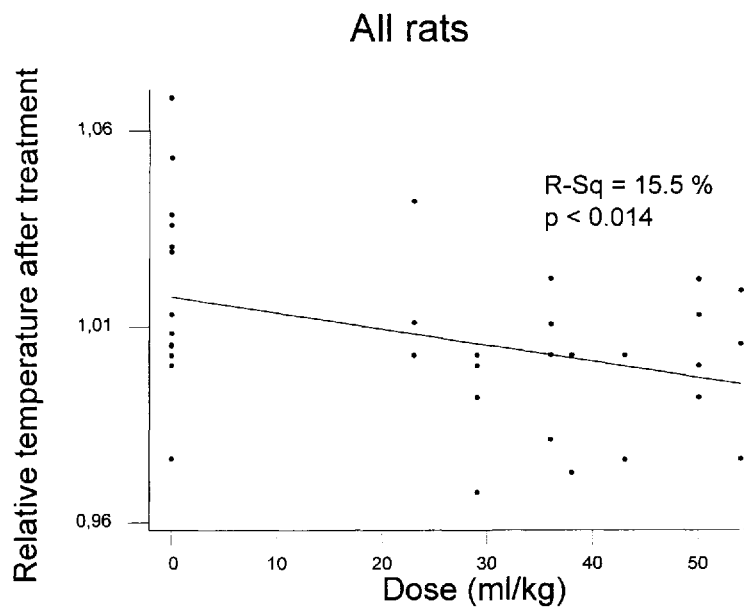 All rats
Relative temperature after treatment
1,06
1,01
0,96
R-Sq = 15.5 %
p < 0.014
0 10 20 30 40 50
Dose (ml/kg)